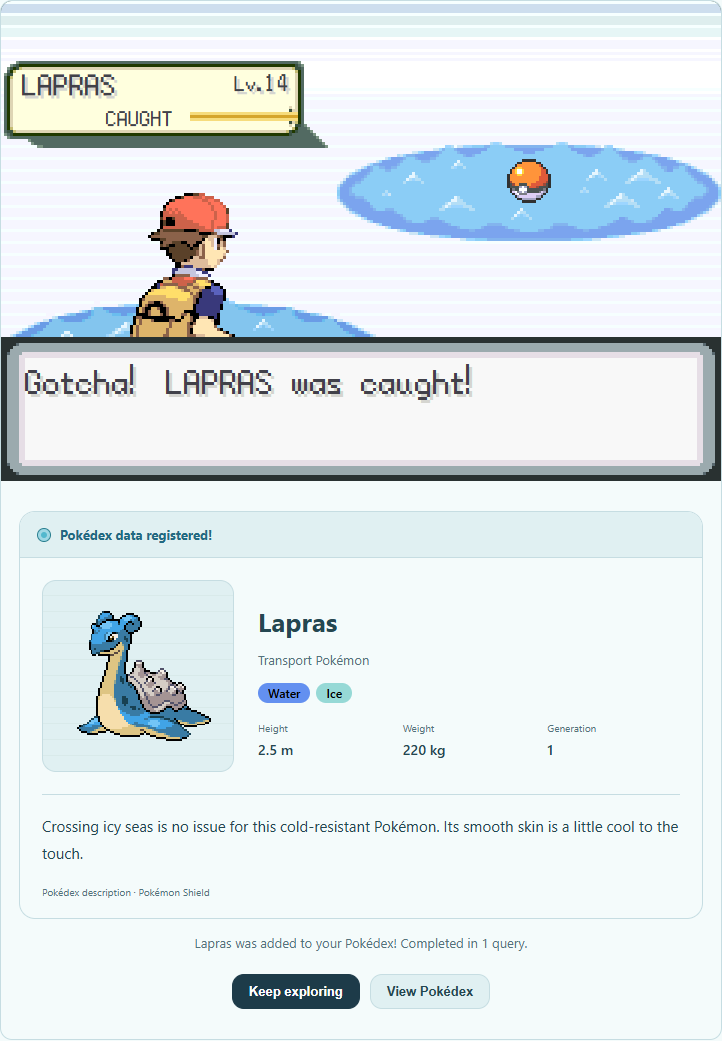 LAPRAS Lv.14
CAUGHT
Gotcha! LAPRAS was caught!
Pokédex data registered!
Lapras
Transport Pokémon
Water Ice
Height Weight Generation
2.5 m 220 kg 1
Crossing icy seas is no issue for this cold-resistant Pokémon. Its smooth skin is a little cool to the
touch.
Pokédex description · Pokémon Shield
Lapras was added to your Pokédex! Completed in 1 query.
Keep exploring View Pokédex